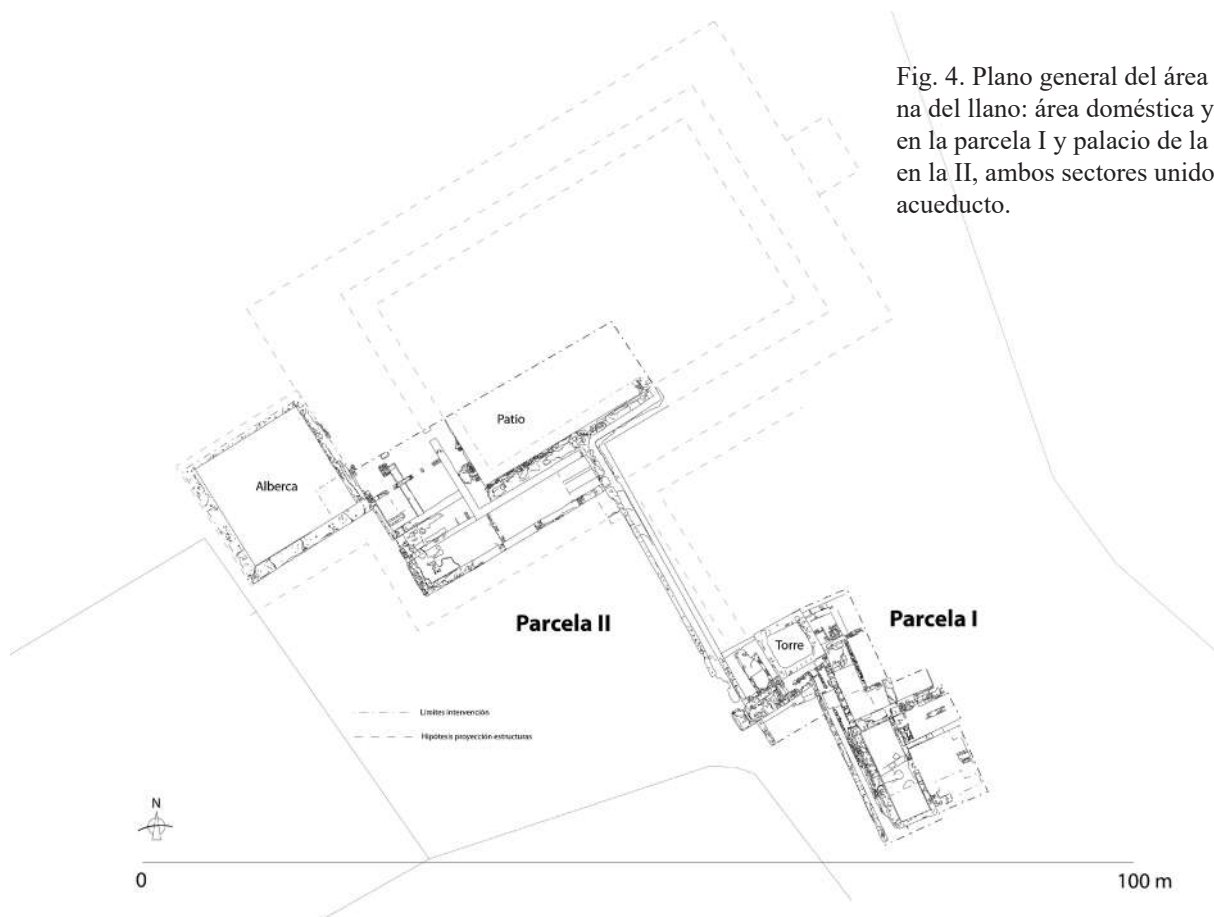 Fig. 4. Plano general del área
na del llano: área doméstica y
en la parcela I y palacio de la
en la II, ambos sectores unido
acueducto.
Patio
Alberca
Parcela II
Parcela I
Torre
Límites intervención
Hipótesis proyección estructuras
N
0
100 m